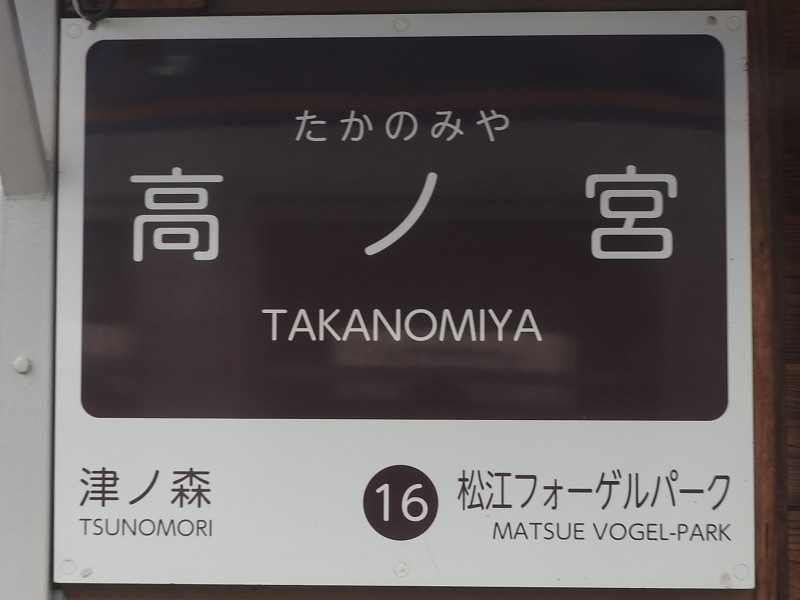 たかのみや
高ノ宮
TAKANOMIYA
津ノ森
TSUNOMORI
16
松江フォーゲルパーク
MATSUE VOGEL-PARK